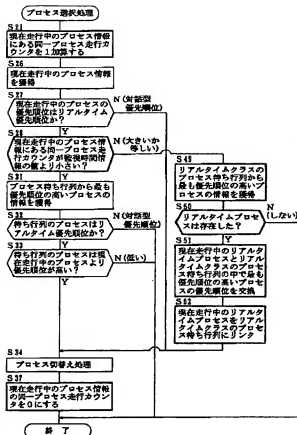 プロセス選択処理
S21
現在走行中のプロセス情報
にある同一プロセス走行カ
ウンタを1加算する
S26
現在走行中のプロセス情報
を獲得
S27
現在走行中のプロセスの
優先順位はリアルタイム
優先順位か?
N(対話型
優先順位)
Y
S28
現在走行中のプロセス
情報にある同一プロセス走
行カウンタが監視時間情
報の値より小さい?
N(大きいか
等しい)
Y
S31
プロセス待ち行列から最も
優先順位の高いプロセスの
情報を獲得
S32
待ち行列のプロセスはリ
アルタイム優先順位か?
N(対話型
優先順位)
Y
S33
待ち行列のプロセスは現
在走行中のプロセスより
優先順位が高い?
N(低い)
Y
S49
リアルタイムクラスの
プロセス待ち行列から
最も優先順位の高いプロ
セスの情報を獲得
S50
リアルタイムプロセ
スは存在した?
N
(しない)
Y
S51
現在走行中のリアルタ
イムプロセスとリアルタ
イムクラスのプロセス
待ち行列の中で最も優
先順位の高いプロセス
の優先順位を交換
S52
現在走行中のリアルタ
イムプロセスをリアルタ
イムクラスのプロセス
待ち行列にリンク
S34
プロセス切替え処理
S37
現在走行中のプロセス情報
の同一プロセス走行カウン
タを0にする
終了